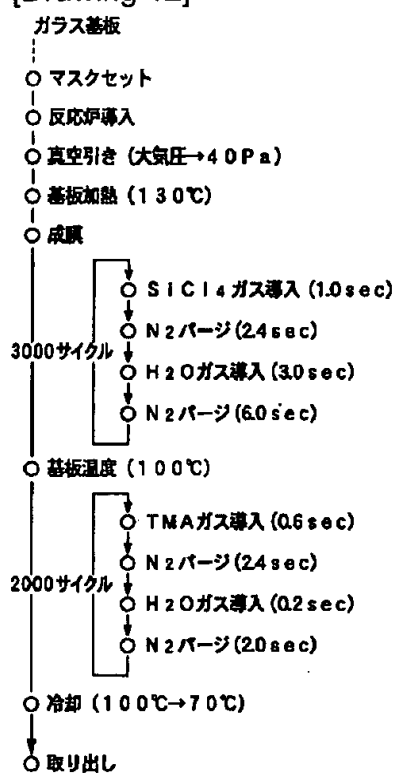 ガラス基板
マスクセット
反応炉導入
真空引き (大気圧→40Pa)
基板加熱 (130℃)
成膜
SiCl4ガス導入 (1.0sec)
N2パージ (2.4sec)
3000サイクル
H2Oガス導入 (3.0sec)
N2パージ (6.0sec)
基板温度 (100℃)
TMAガス導入 (0.6sec)
N2パージ (2.4sec)
2000サイクル
H2Oガス導入 (0.2sec)
N2パージ (2.0sec)
冷却 (100℃→70℃)
取り出し